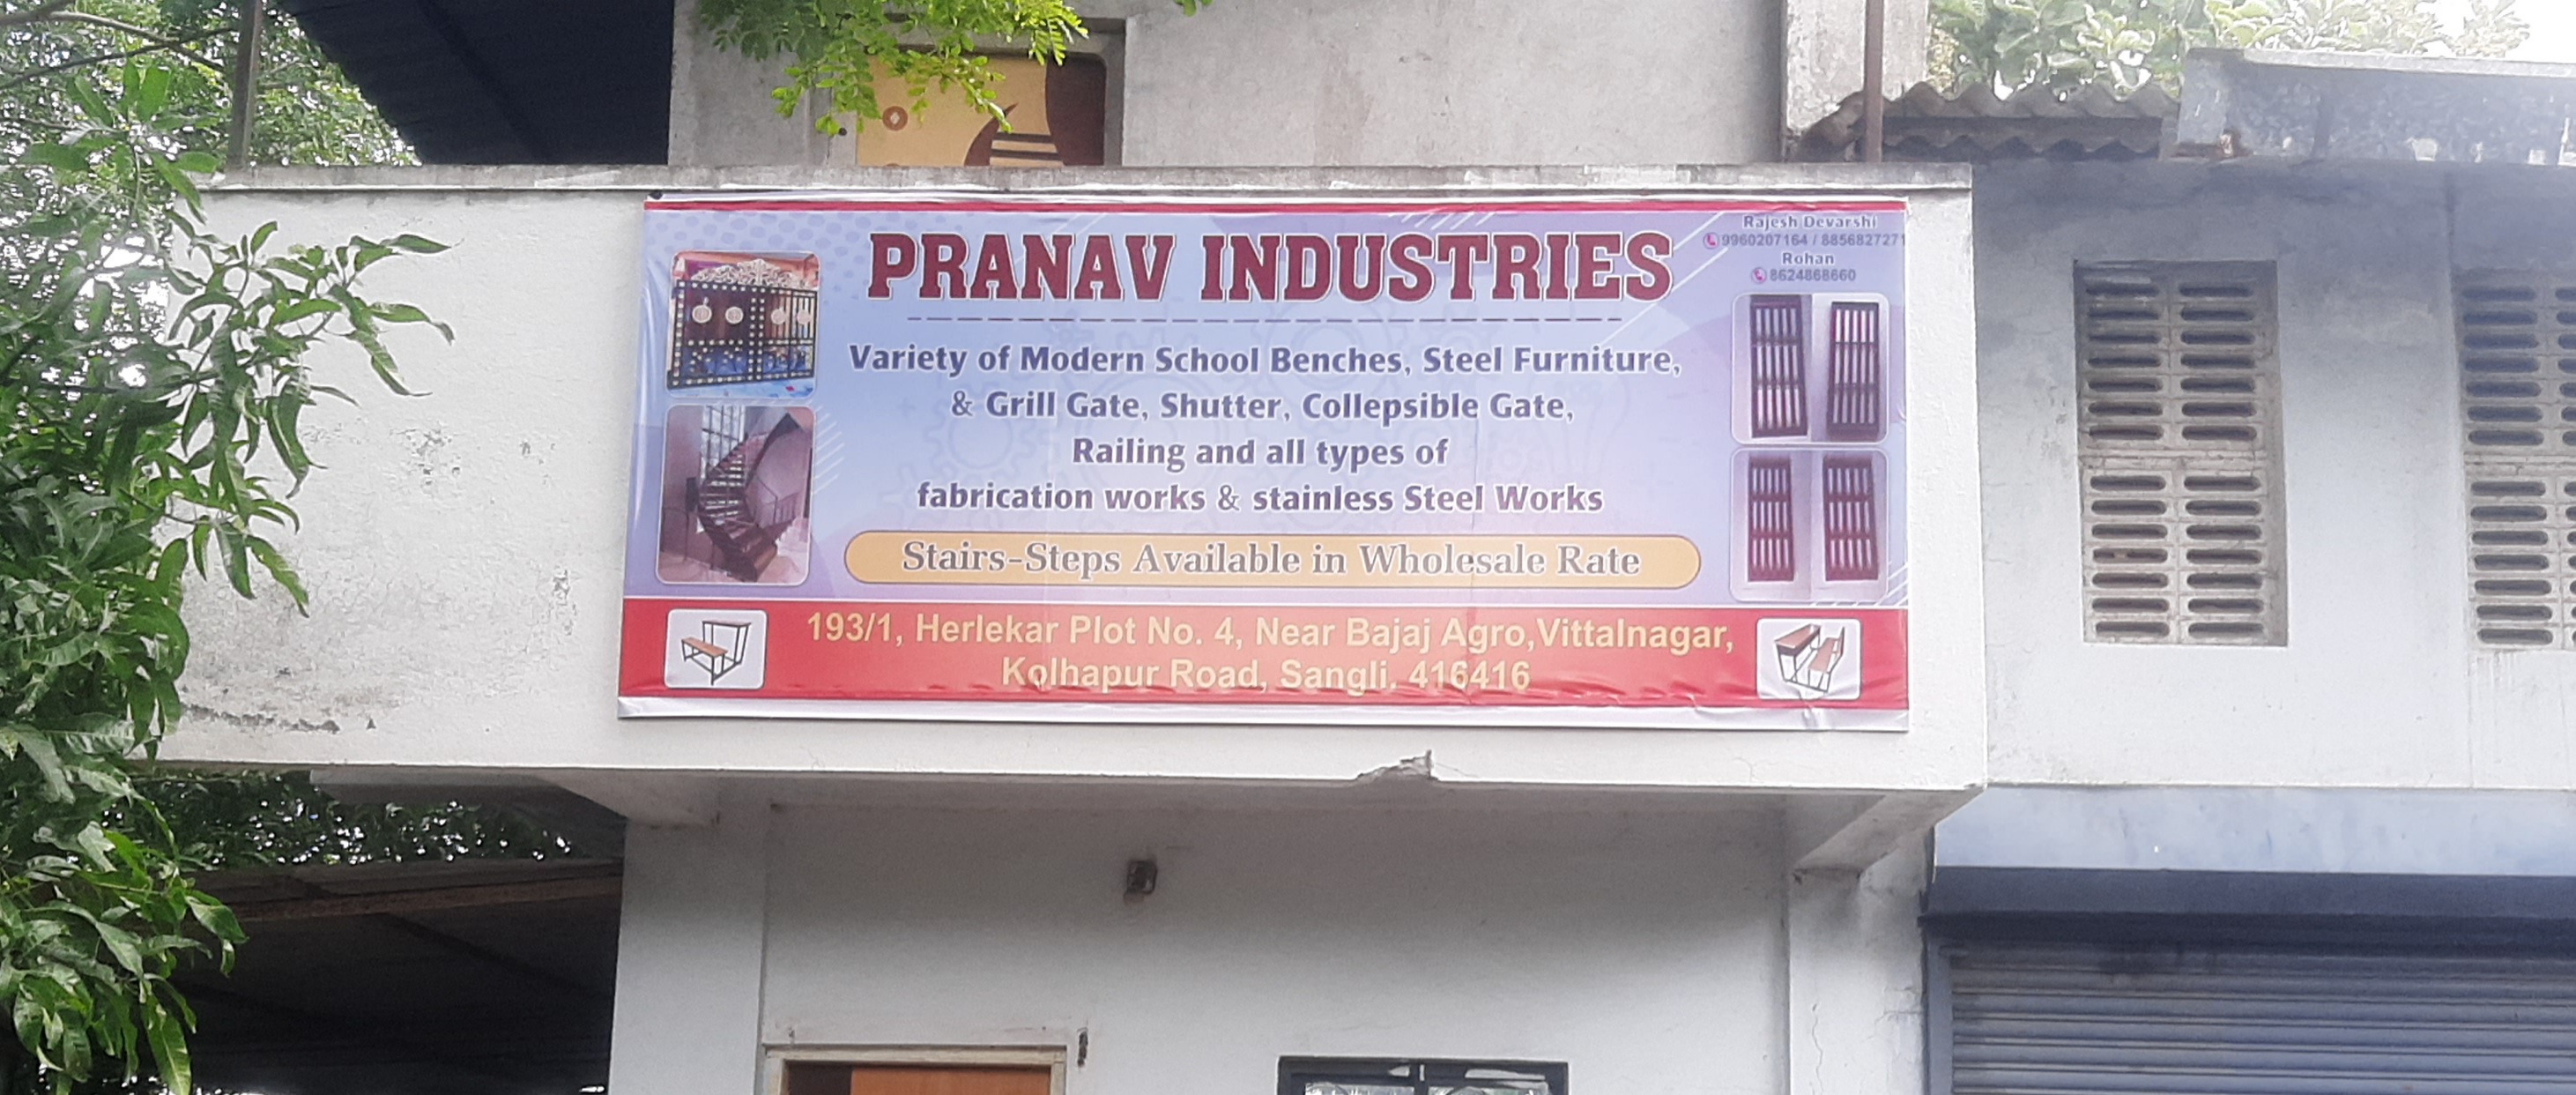 PRANAV INDUSTRIES
Rajesh Devarshi
9960207164 / 8856827271
Rohan
8624868660
Variety of Modern School Benches, Steel Furniture,
& Grill Gate, Shutter, Collepsible Gate,
Railing and all types of
fabrication works & stainless Steel Works
Stairs-Steps Available in Wholesale Rate
193/1, Herlekar Plot No. 4, Near Bajaj Agro,Vittalnagar,
Kolhapur Road, Sangli. 416416